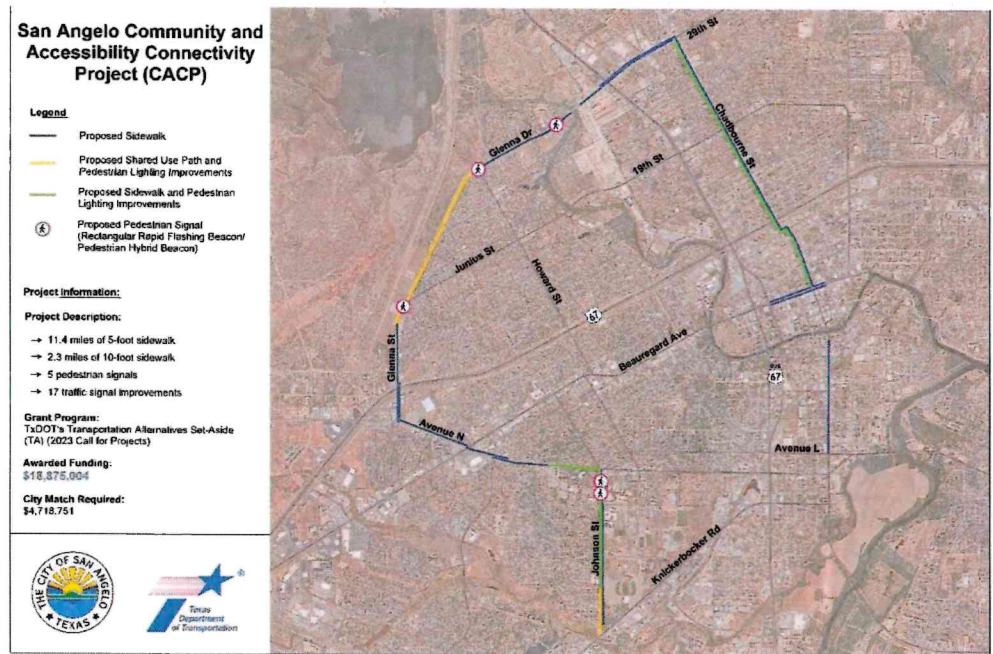 San Angelo Community and
Accessibility Connectivity
Project (CACP)
Legend
Proposed Sidewalk
Proposed Shared Use Path and
Pedestrian Lighting Improvements
Proposed Sidewalk and Pedestrian
Lighting Improvements
Proposed Pedestrian Signal
(Rectangular Rapid Flashing Beacon/
Pedestrian Hybrid Beacon)
Project Information:
Project Description:
→ 11.4 miles of 5-foot sidewalk
→ 2.3 miles of 10-foot sidewalk
→ 5 pedestrian signals
→ 17 traffic signal improvements
Grant Program:
TxDOT's Transportation Alternatives Set-Aside
(TA) (2023 Call for Projects)
Awarded Funding:
$18,875,004
City Match Required:
$4,718,751
THE CITY OF SAN ANGELO
TEXAS
®
Texas
Department
of Transportation
29th St
Chadbourne St
Glenna Dr
19th St
Junius St
Howard St
67
Beauregard Ave
Glenna St
BUS
67
Avenue N
Avenue L
Johnson St
Knickerbocker Rd